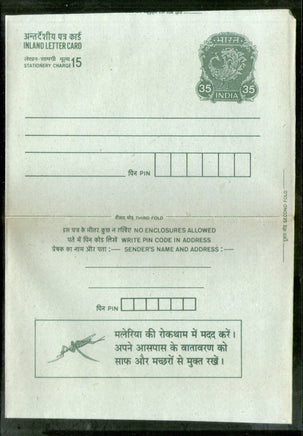 अन्तर्देशीय पत्र कार्ड
INLAND LETTER CARD
लेखन-सामग्री मूल्य
STATIONERY CHARGE 15
भारत
35 35
INDIA
पिन PIN
तीसरा मोड़ THIRD FOLD
इस पत्र के भीतर कुछ न रखिये NO ENCLOSURES ALLOWED
पते में पिन कोड लिखें WRITE PIN CODE IN ADDRESS
प्रेषक का नाम और पता :— SENDER'S NAME AND ADDRESS :—
दूसरा मोड़ SECOND FOLD
पिन PIN
मलेरिया की रोकथाम में मदद करें।
अपने आसपास के वातावरण को
साफ और मच्छरों से मुक्त रखें।